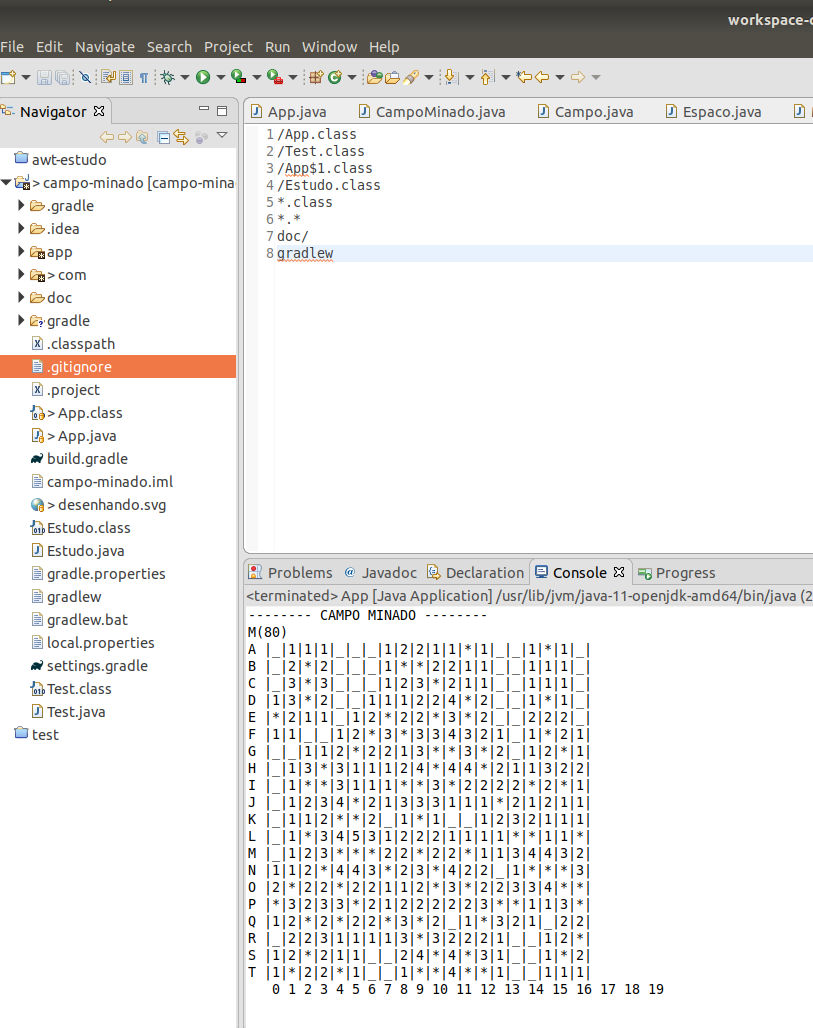 workspace-
File Edit Navigate Search Project Run Window Help
Navigator
App.java CampoMinado.java Campo.java Espaco.java
awt-estudo
> campo-minado [campo-mina
.gradle
.idea
app
> com
doc
gradle
.classpath
.gitignore
.project
> App.class
> App.java
build.gradle
campo-minado.iml
> desenhando.svg
Estudo.class
Estudo.java
gradle.properties
gradlew
gradlew.bat
local.properties
settings.gradle
Test.class
Test.java
test
1 /App.class
2 /Test.class
3 /App$1.class
4 /Estudo.class
5 *.class
6 *.*
7 doc/
8 gradlew
Problems @ Javadoc Declaration Console Progress
<terminated> App [Java Application] /usr/lib/jvm/java-11-openjdk-amd64/bin/java (2
-------- CAMPO MINADO --------
M(80)
A |_|1|1|1|_|_|_|1|2|2|1|1|*|1|_|_|1|*|1|_|
B |_|2|*|2|_|_|_|1|*|*|2|2|1|1|_|_|1|1|1|_|
C |_|3|*|3|_|_|_|1|2|3|*|2|1|1|_|_|1|1|1|_|
D |1|3|*|2|_|_|1|1|1|2|2|4|*|2|_|_|1|*|1|_|
E |*|2|1|1|_|1|2|*|2|2|*|3|*|2|_|_|2|2|2|_|
F |1|1|_|_|1|2|*|3|*|3|3|4|3|2|1|_|1|*|2|1|
G |_|_|1|1|2|*|2|2|1|3|*|*|3|*|2|_|1|2|*|1|
H |_|1|3|*|3|1|1|1|2|4|*|4|4|*|2|1|1|3|2|2|
I |_|1|*|*|3|1|1|1|*|*|3|*|2|2|2|2|*|2|*|1|
J |_|1|2|3|4|*|2|1|3|3|3|1|1|1|*|2|1|2|1|1|
K |_|1|1|2|*|*|2|_|1|*|1|_|_|1|2|3|2|1|1|1|
L |_|1|*|3|4|5|3|1|2|2|2|1|1|1|1|*|*|1|1|*|
M |_|1|2|3|*|*|*|2|2|*|2|2|*|1|1|3|4|4|3|2|
N |1|1|2|*|4|4|3|*|2|3|*|4|2|2|_|1|*|*|*|3|
O |2|*|2|2|*|2|2|1|1|2|*|3|*|2|2|3|3|4|*|*|
P |*|3|2|3|3|*|2|1|2|2|2|2|2|3|*|*|1|1|3|*|
Q |1|2|*|2|*|2|2|*|3|*|2|_|1|*|3|2|1|_|2|2|
R |_|2|2|3|1|1|1|1|3|*|3|2|2|2|1|_|_|1|2|*|
S |1|2|*|2|1|1|_|_|2|4|*|4|*|3|1|_|_|1|*|2|
T |1|*|2|2|*|1|_|_|1|*|*|4|*|*|1|_|_|1|1|1|
0 1 2 3 4 5 6 7 8 9 10 11 12 13 14 15 16 17 18 19